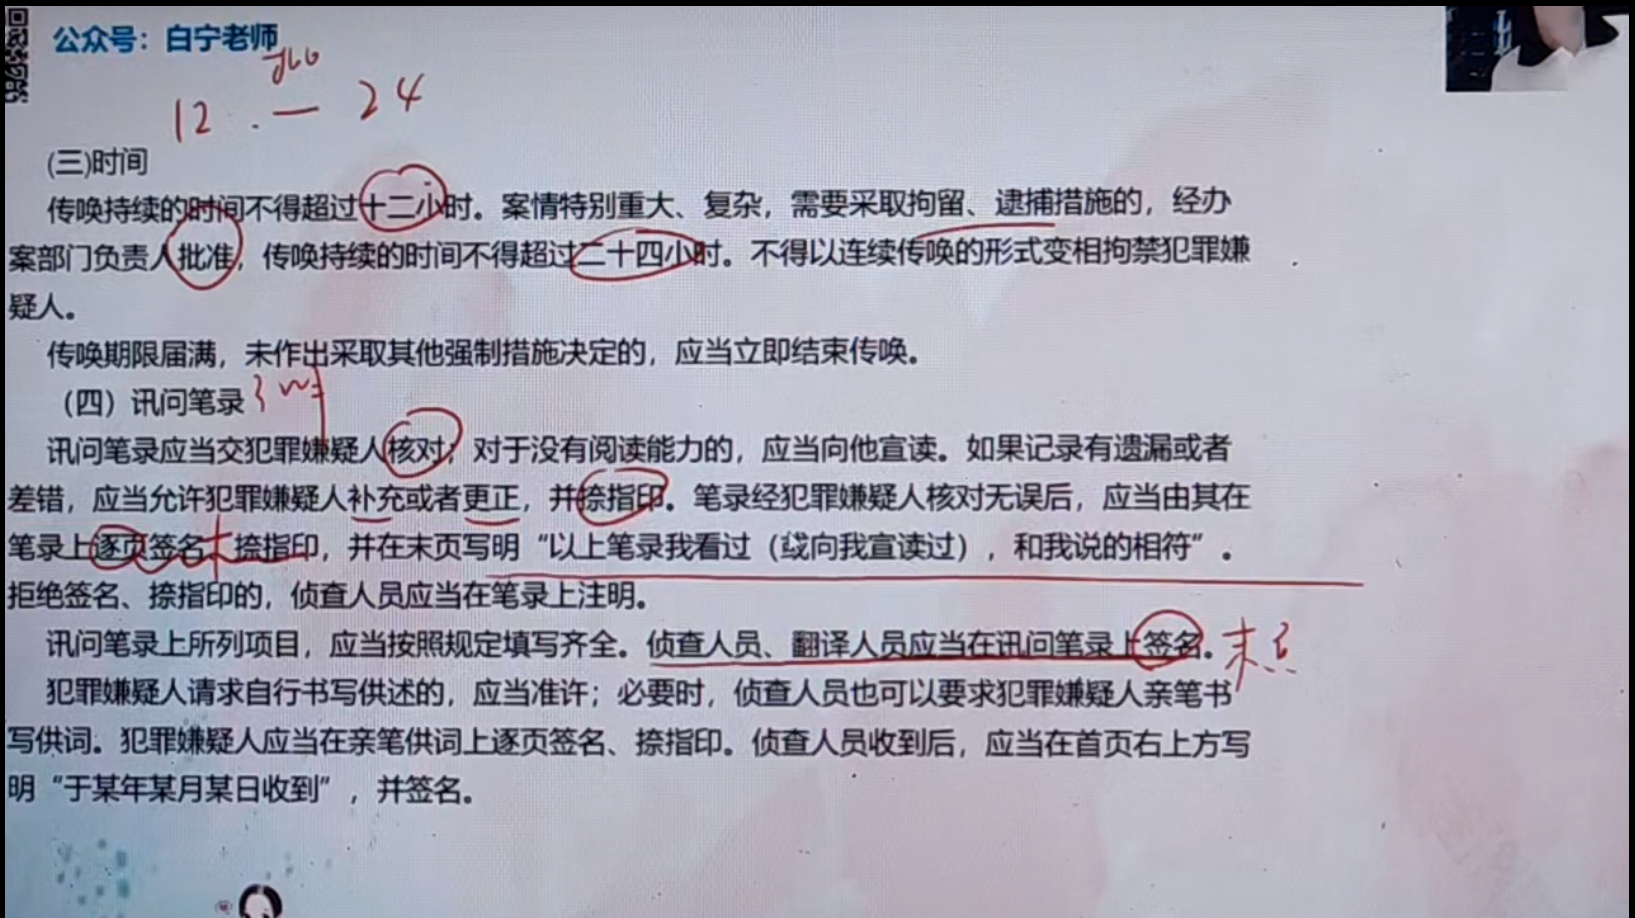 公众号：白宁老师
12 — 24
(三)时间
传唤持续的时间不得超过十二小时。案情特别重大、复杂，需要采取拘留、逮捕措施的，经办
案部门负责人批准，传唤持续的时间不得超过二十四小时。不得以连续传唤的形式变相拘禁犯罪嫌
疑人。
传唤期限届满，未作出采取其他强制措施决定的，应当立即结束传唤。
（四）讯问笔录
讯问笔录应当交犯罪嫌疑人核对；对于没有阅读能力的，应当向他宣读。如果记录有遗漏或者
差错，应当允许犯罪嫌疑人补充或者更正，并捺指印。笔录经犯罪嫌疑人核对无误后，应当由其在
笔录上逐页签名、捺指印，并在末页写明“以上笔录我看过（或向我宣读过），和我说的相符”。
拒绝签名、捺指印的，侦查人员应当在笔录上注明。
讯问笔录上所列项目，应当按照规定填写齐全。侦查人员、翻译人员应当在讯问笔录上签名。
犯罪嫌疑人请求自行书写供述的，应当准许；必要时，侦查人员也可以要求犯罪嫌疑人亲笔书
写供词。犯罪嫌疑人应当在亲笔供词上逐页签名、捺指印。侦查人员收到后，应当在首页右上方写
明“于某年某月某日收到”，并签名。